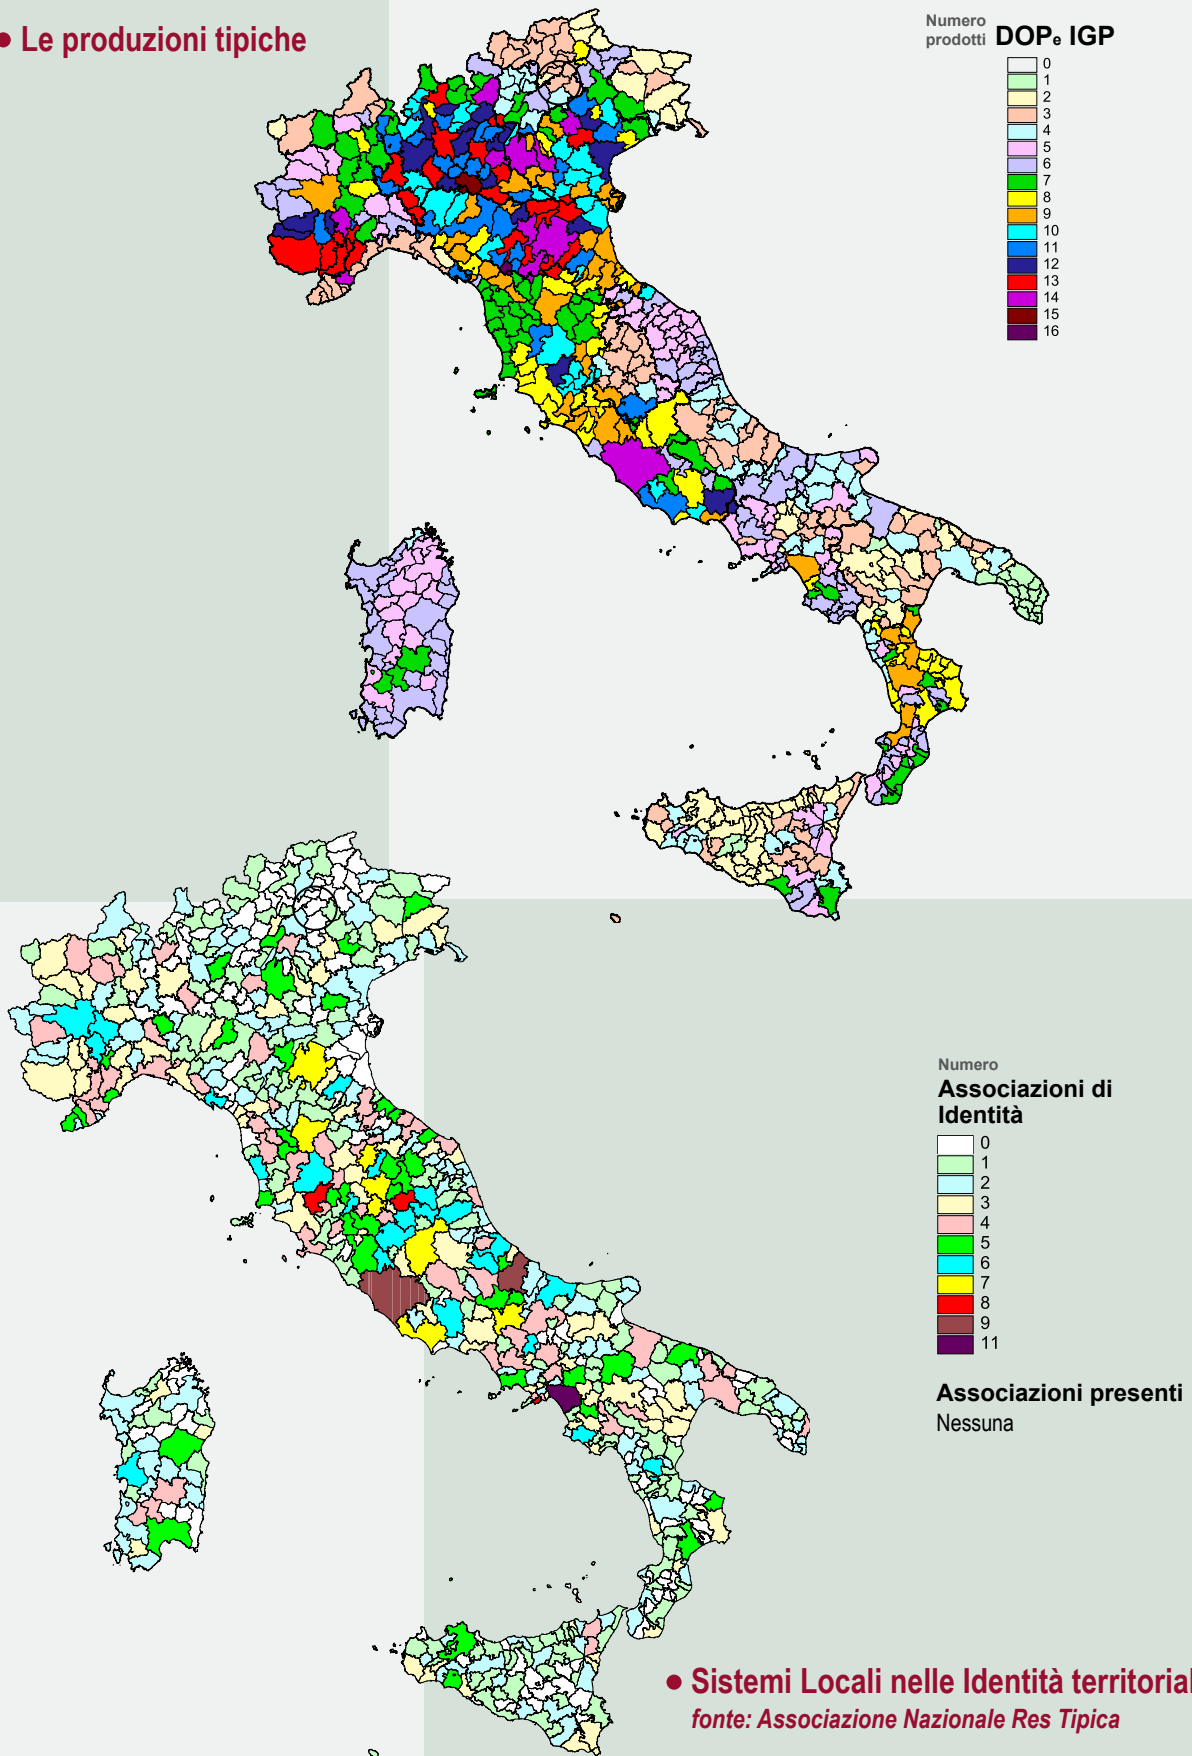 • Le produzioni tipiche
Numero
prodotti DOPe IGP
0
1
2
3
4
5
6
7
8
9
10
11
12
13
14
15
16
Numero
Associazioni di
Identità
0
1
2
3
4
5
6
7
8
9
11
Associazioni presenti
Nessuna
• Sistemi Locali nelle Identità territorial
fonte: Associazione Nazionale Res Tipica